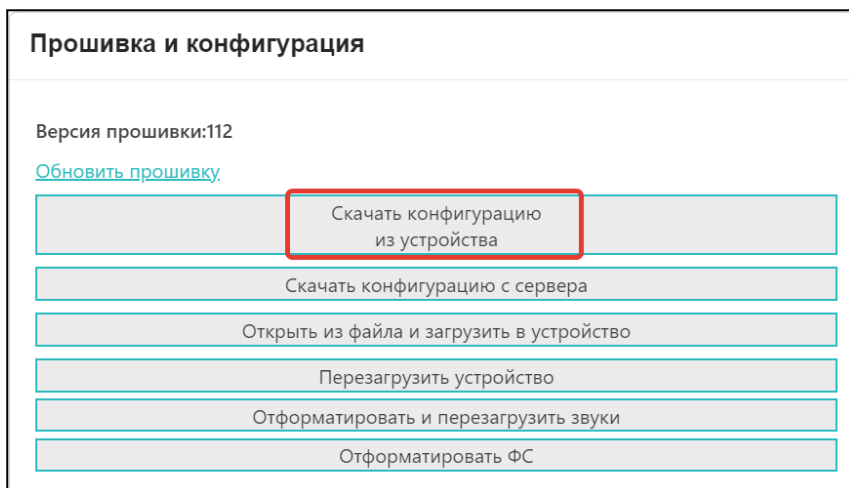 Прошивка и конфигурация
Версия прошивки:112
Обновить прошивку
Скачать конфигурацию
из устройства
Скачать конфигурацию с сервера
Открыть из файла и загрузить в устройство
Перезагрузить устройство
Отформатировать и перезагрузить звуки
Отформатировать ФС